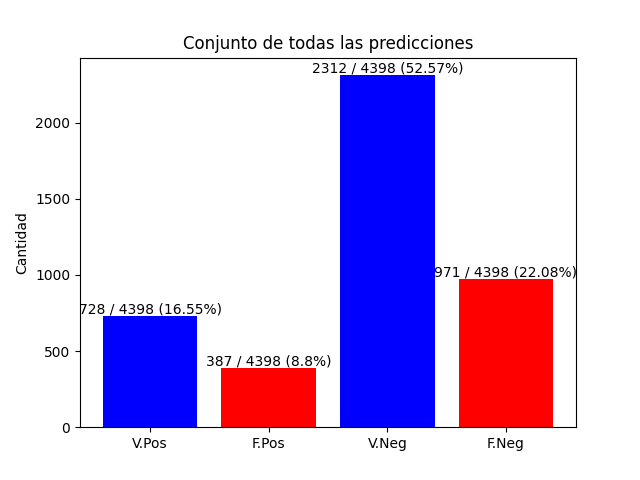 Conjunto de todas las predicciones
Cantidad
2000
1500
1000
500
0
728 / 4398 (16.55%)
387 / 4398 (8.8%)
2312 / 4398 (52.57%)
971 / 4398 (22.08%)
V.Pos
F.Pos
V.Neg
F.Neg